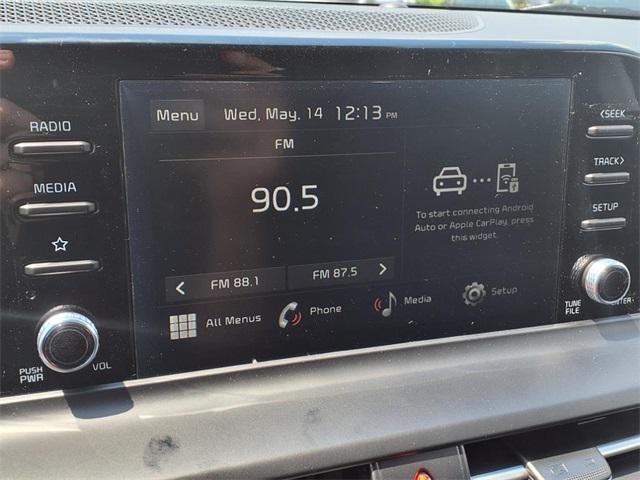 RADIO
MEDIA
PUSH
PWR
VOL
Menu
Wed, May. 14 12:13 PM
FM
90.5
< FM 88.1
FM 87.5 >
To start connecting Android
Auto or Apple CarPlay, press
this widget.
All Menus
Phone
Media
Setup
<SEEK
TRACK>
SETUP
TUNE
FILE
ENTER